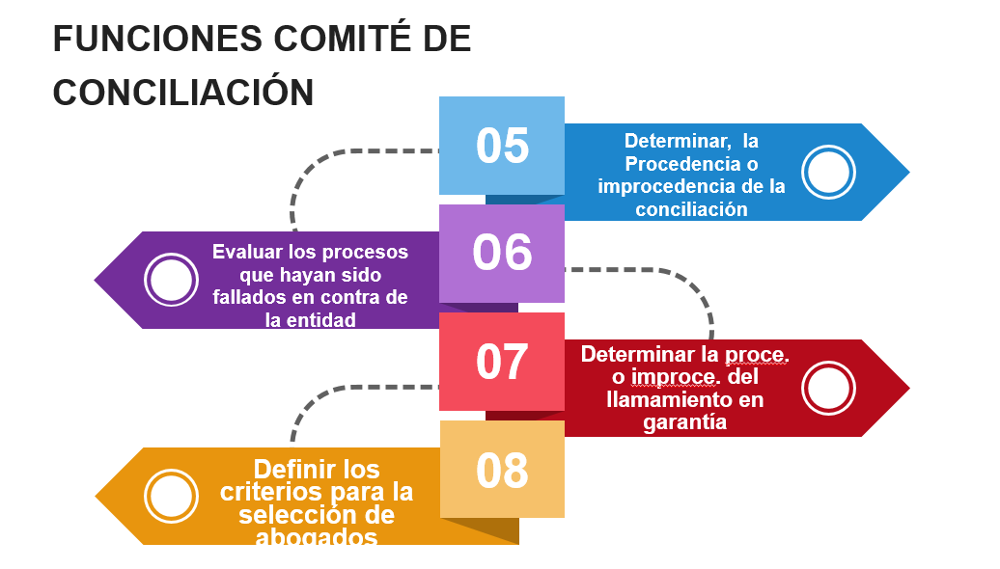 FUNCIONES COMITÉ DE
CONCILIACIÓN
05
Determinar, la
Procedencia o
improcedencia de la
conciliación
06
Evaluar los procesos
que hayan sido
fallados en contra de
la entidad
07
Determinar la proce.
o improce. del
llamamiento en
garantía
08
Definir los
criterios para la
selección de
abogados